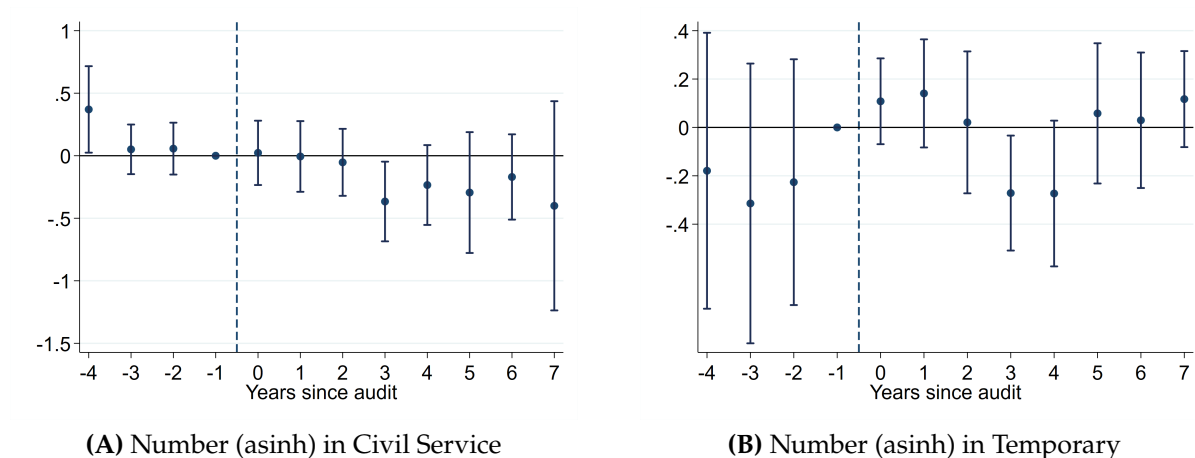 1
.5
0
-.5
-1
-1.5
-4 -3 -2 -1 0 1 2 3 4 5 6 7
Years since audit
(A) Number (asinh) in Civil Service
.4
.2
0
-.2
-.4
-4 -3 -2 -1 0 1 2 3 4 5 6 7
Years since audit
(B) Number (asinh) in Temporary